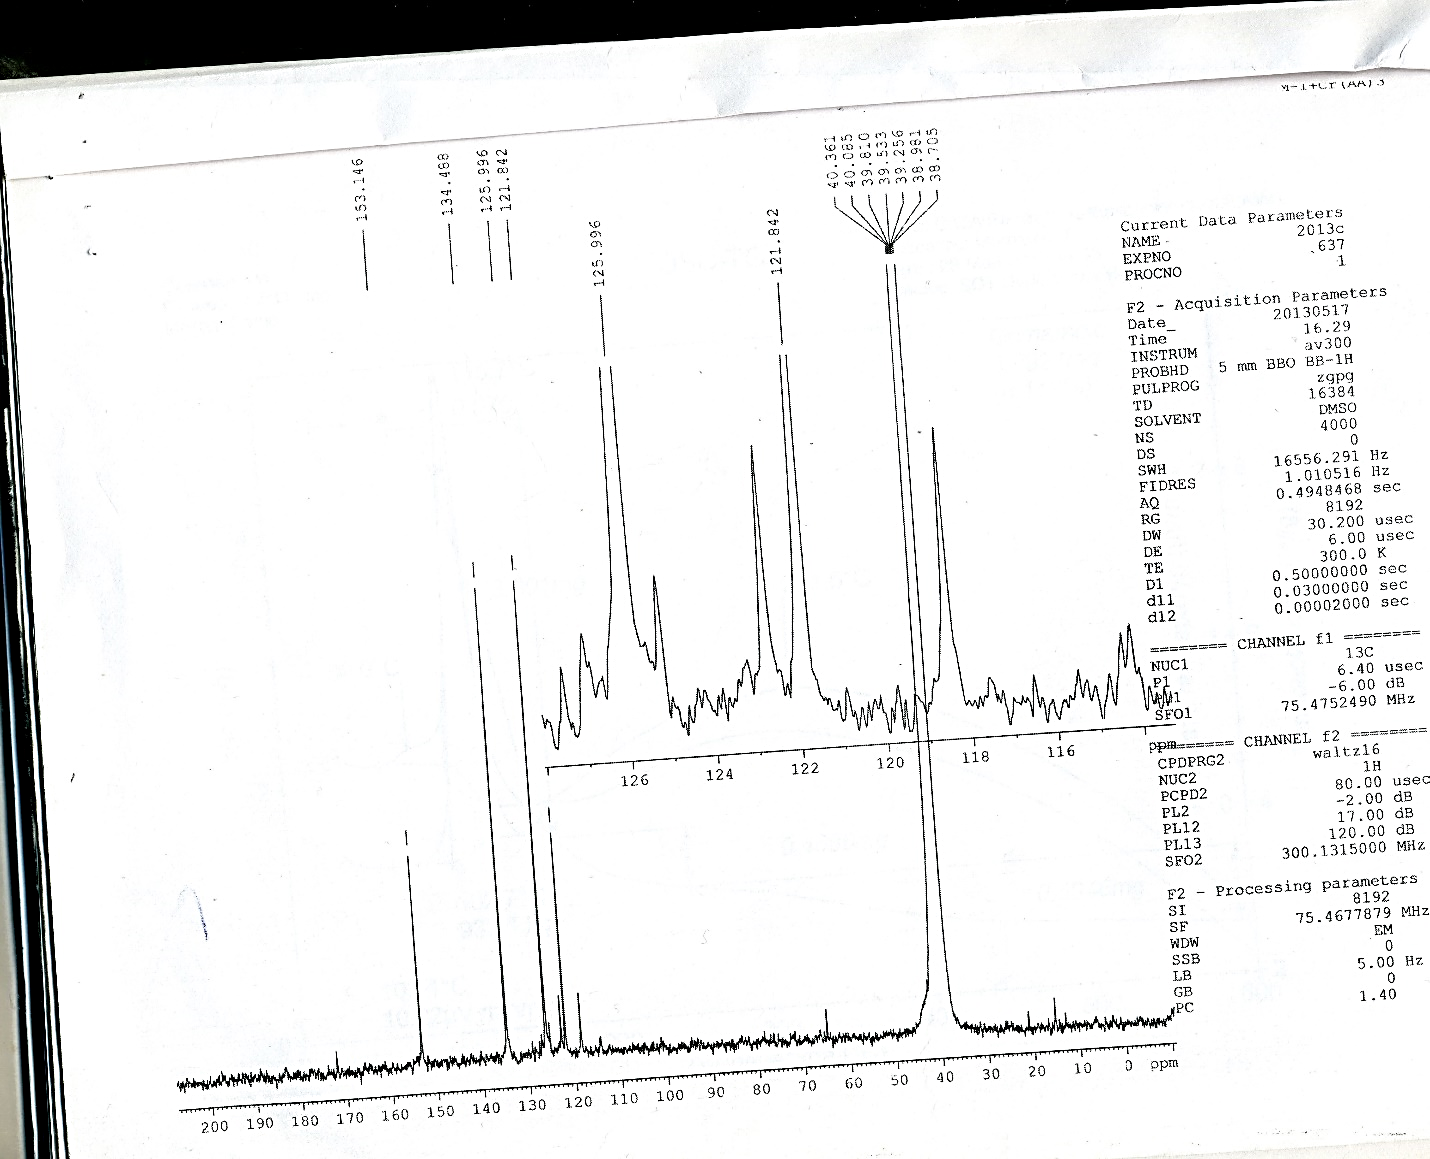 153.146
134.488
125.996
121.842
40.361
40.085
39.810
39.533
39.256
38.981
38.705
125.996
121.842
126 124 122 120 118 116 ppm
200 190 180 170 160 150 140 130 120 110 100 90 80 70 60 50 40 30 20 10 0 ppm
Current Data Parameters
NAME 2013c
EXPNO 637
PROCNO 1
F2 - Acquisition Parameters
Date_ 20130517
Time 16.29
INSTRUM av300
PROBHD 5 mm BBO BB-1H
PULPROG zgpg
TD 16384
SOLVENT DMSO
NS 4000
DS 0
SWH 16556.291 Hz
FIDRES 1.010516 Hz
AQ 0.4948468 sec
RG 8192
DW 30.200 usec
DE 6.00 usec
TE 300.0 K
D1 0.50000000 sec
d11 0.03000000 sec
d12 0.00002000 sec
======== CHANNEL f1 ========
NUC1 13C
P1 6.40 usec
PL1 -6.00 dB
SFO1 75.4752490 MHz
======== CHANNEL f2 ========
CPDPRG2 waltz16
NUC2 1H
PCPD2 80.00 usec
PL2 -2.00 dB
PL12 17.00 dB
PL13 120.00 dB
SFO2 300.1315000 MHz
F2 - Processing parameters
SI 8192
SF 75.4677879 MHz
WDW EM
SSB 0
LB 5.00 Hz
GB 0
PC 1.40